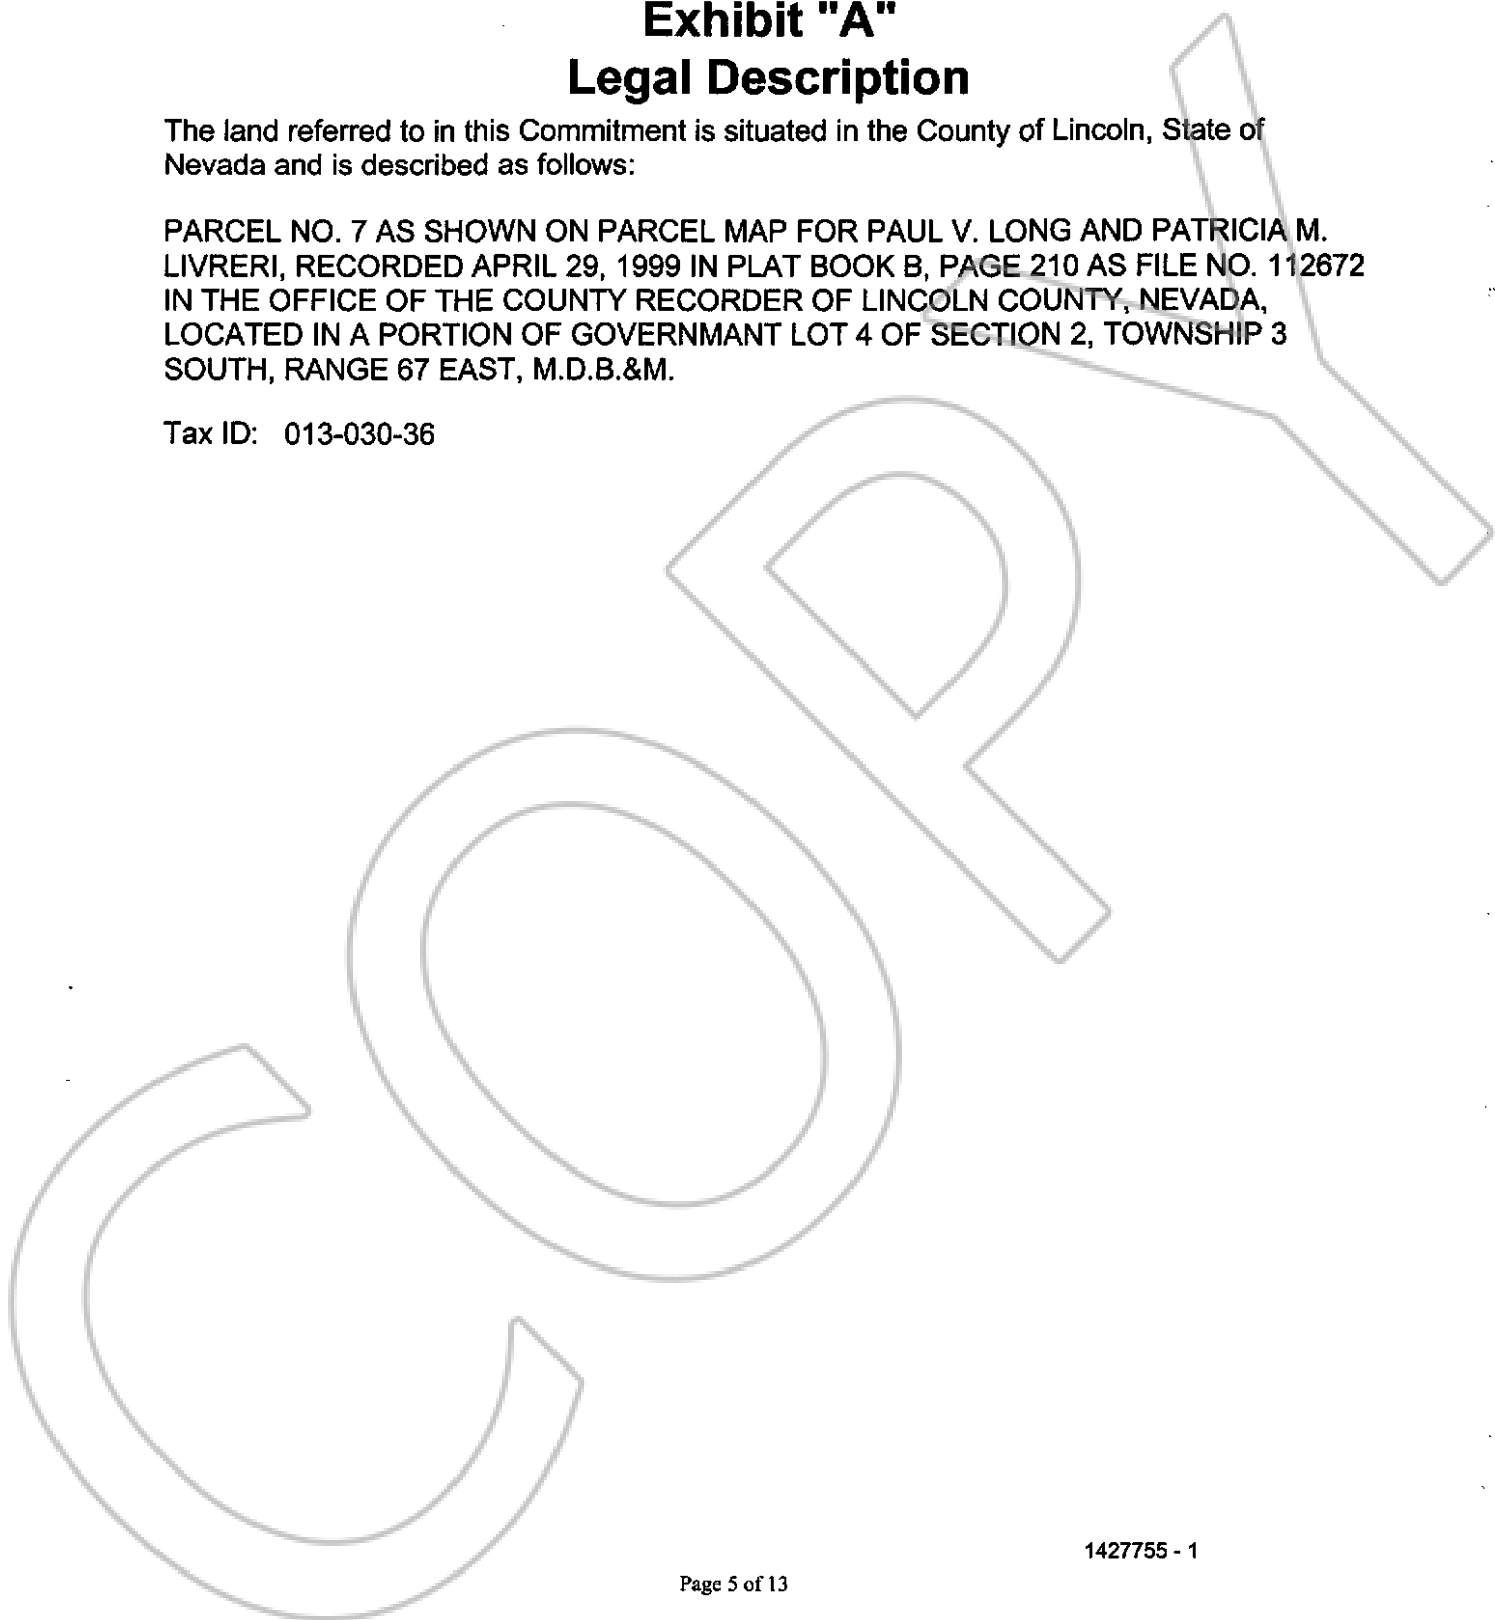 Exhibit "A"
Legal Description
The land referred to in this Commitment is situated in the County of Lincoln, State of
Nevada and is described as follows:
PARCEL NO. 7 AS SHOWN ON PARCEL MAP FOR PAUL V. LONG AND PATRICIA M.
LIVRERI, RECORDED APRIL 29, 1999 IN PLAT BOOK B, PAGE 210 AS FILE NO. 112672
IN THE OFFICE OF THE COUNTY RECORDER OF LINCOLN COUNTY, NEVADA,
LOCATED IN A PORTION OF GOVERNMANT LOT 4 OF SECTION 2, TOWNSHIP 3
SOUTH, RANGE 67 EAST, M.D.B.&M.
Tax ID: 013-030-36
COPY
1427755 - 1
Page 5 of 13